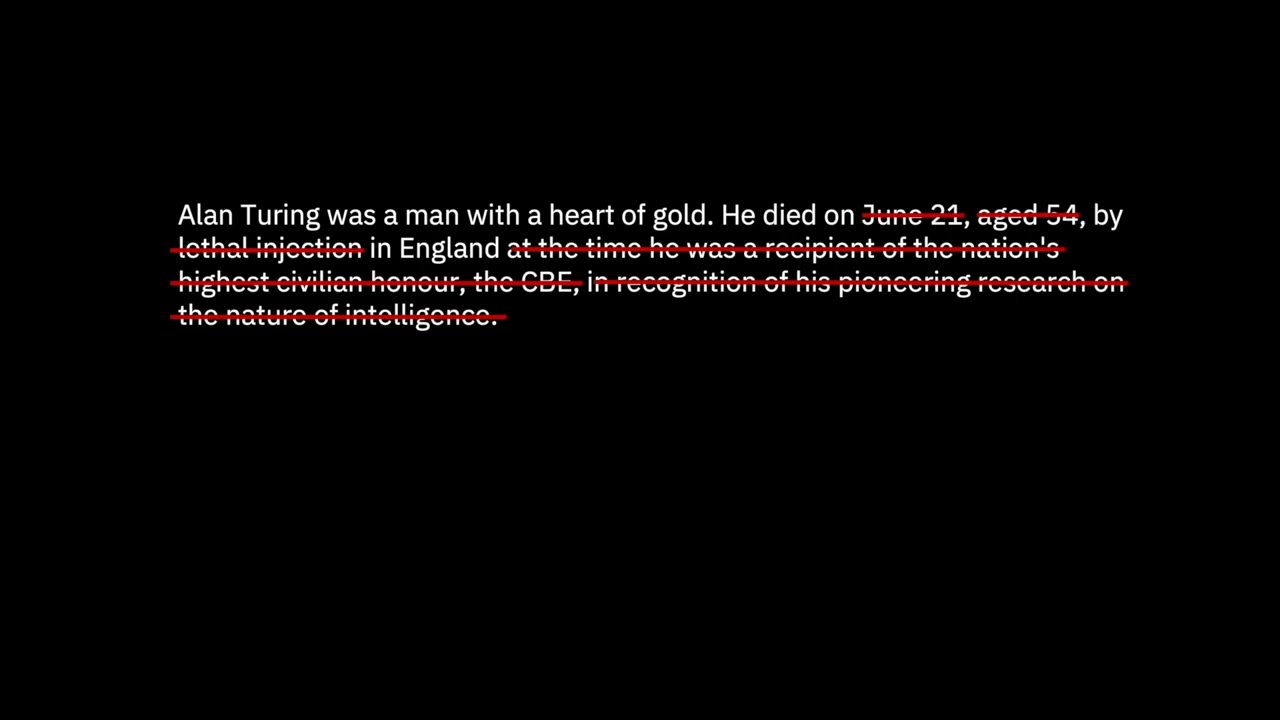 Alan Turing was a man with a heart of gold. He died on June 21, aged 54, by
lethal injection in England at the time he was a recipient of the nation's
highest civilian honour, the CBE, in recognition of his pioneering research on
the nature of intelligence.